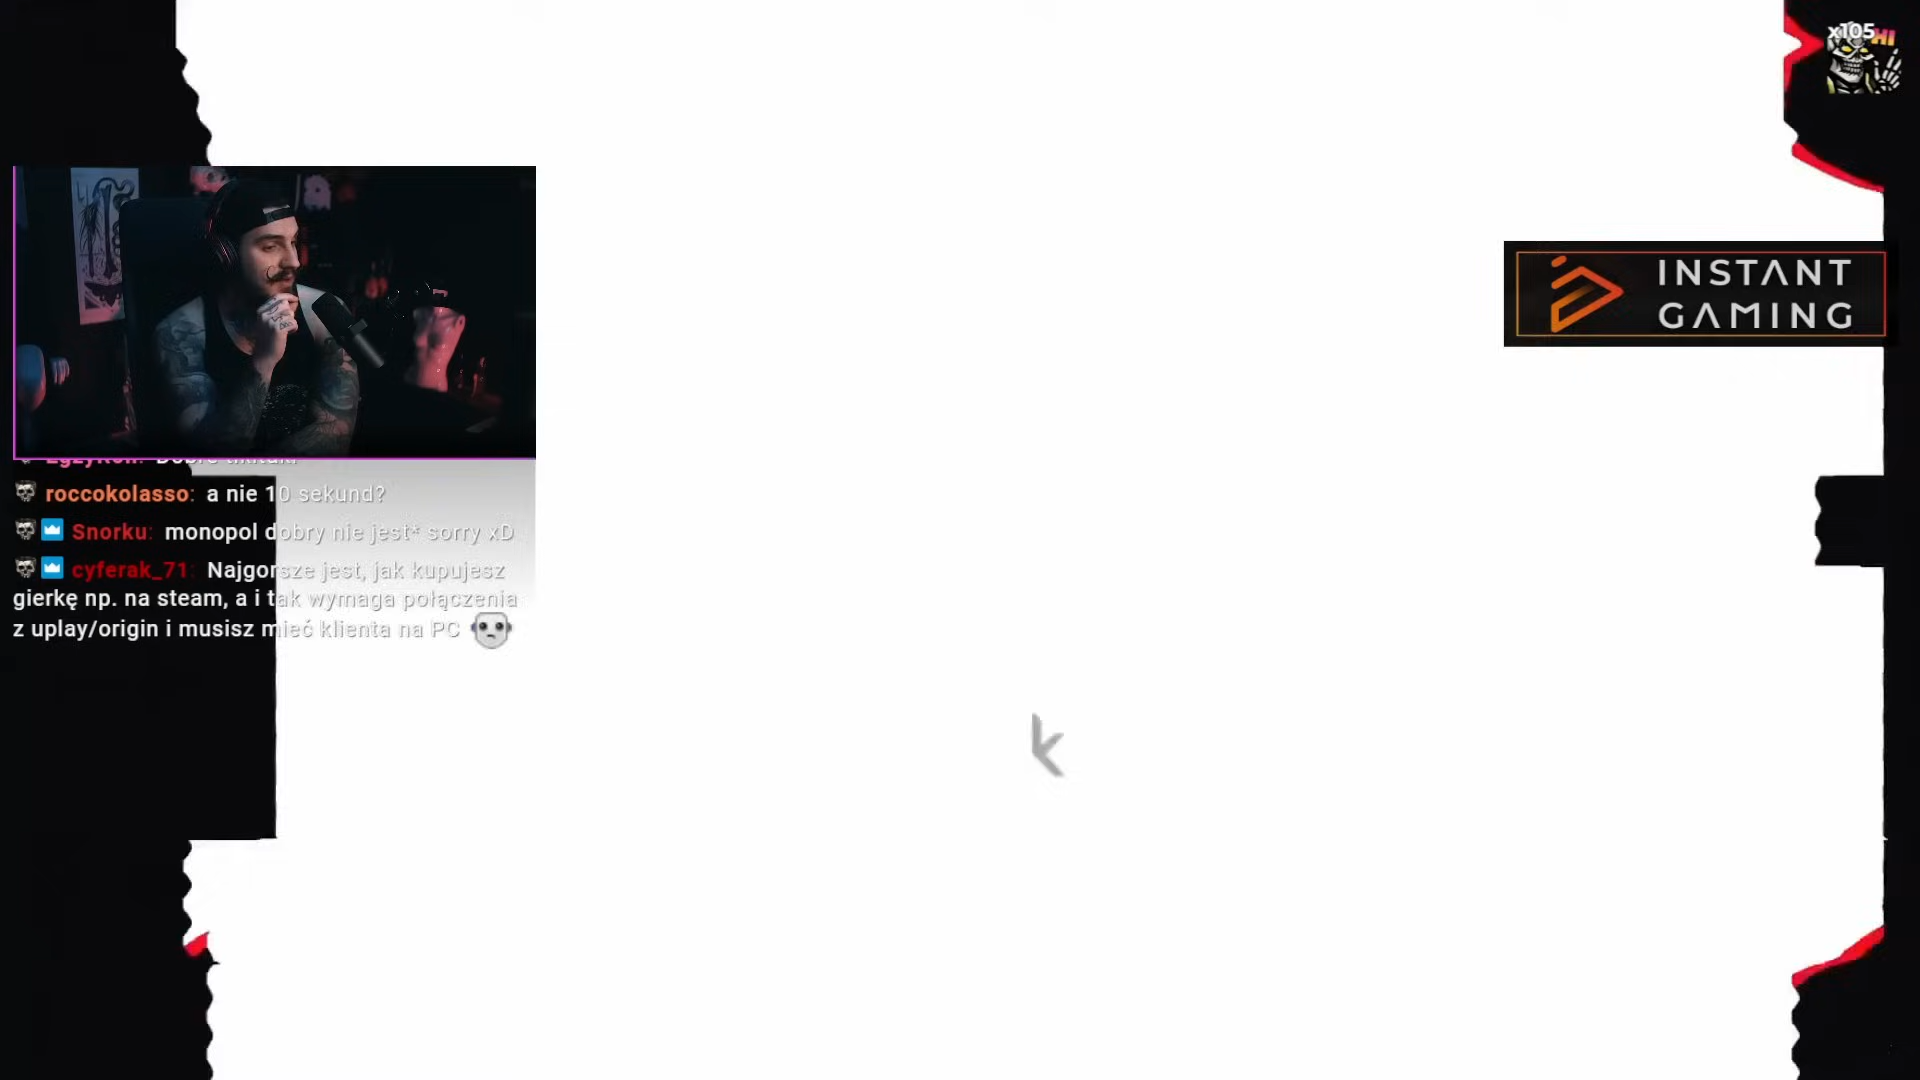 x105 HI
INSTANT
GAMING
roccokolasso: a nie 10 sekund?
Snorku: monopol dobry nie jest* sorry xD
cyferak_71: Najgorsze jest, jak kupujesz
gierkę np. na steam, a i tak wymaga połączenia
z uplay/origin i musisz mieć klienta na PC
k